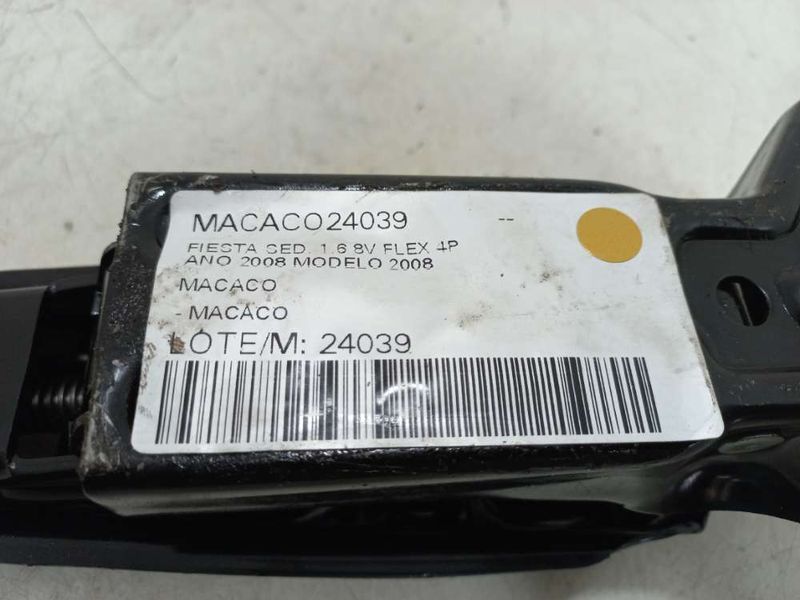 MACACO24039 --
FIESTA SED. 1.6 8V FLEX 4P
ANO 2008 MODELO 2008
MACACO
- MACACO
LOTE/M: 24039